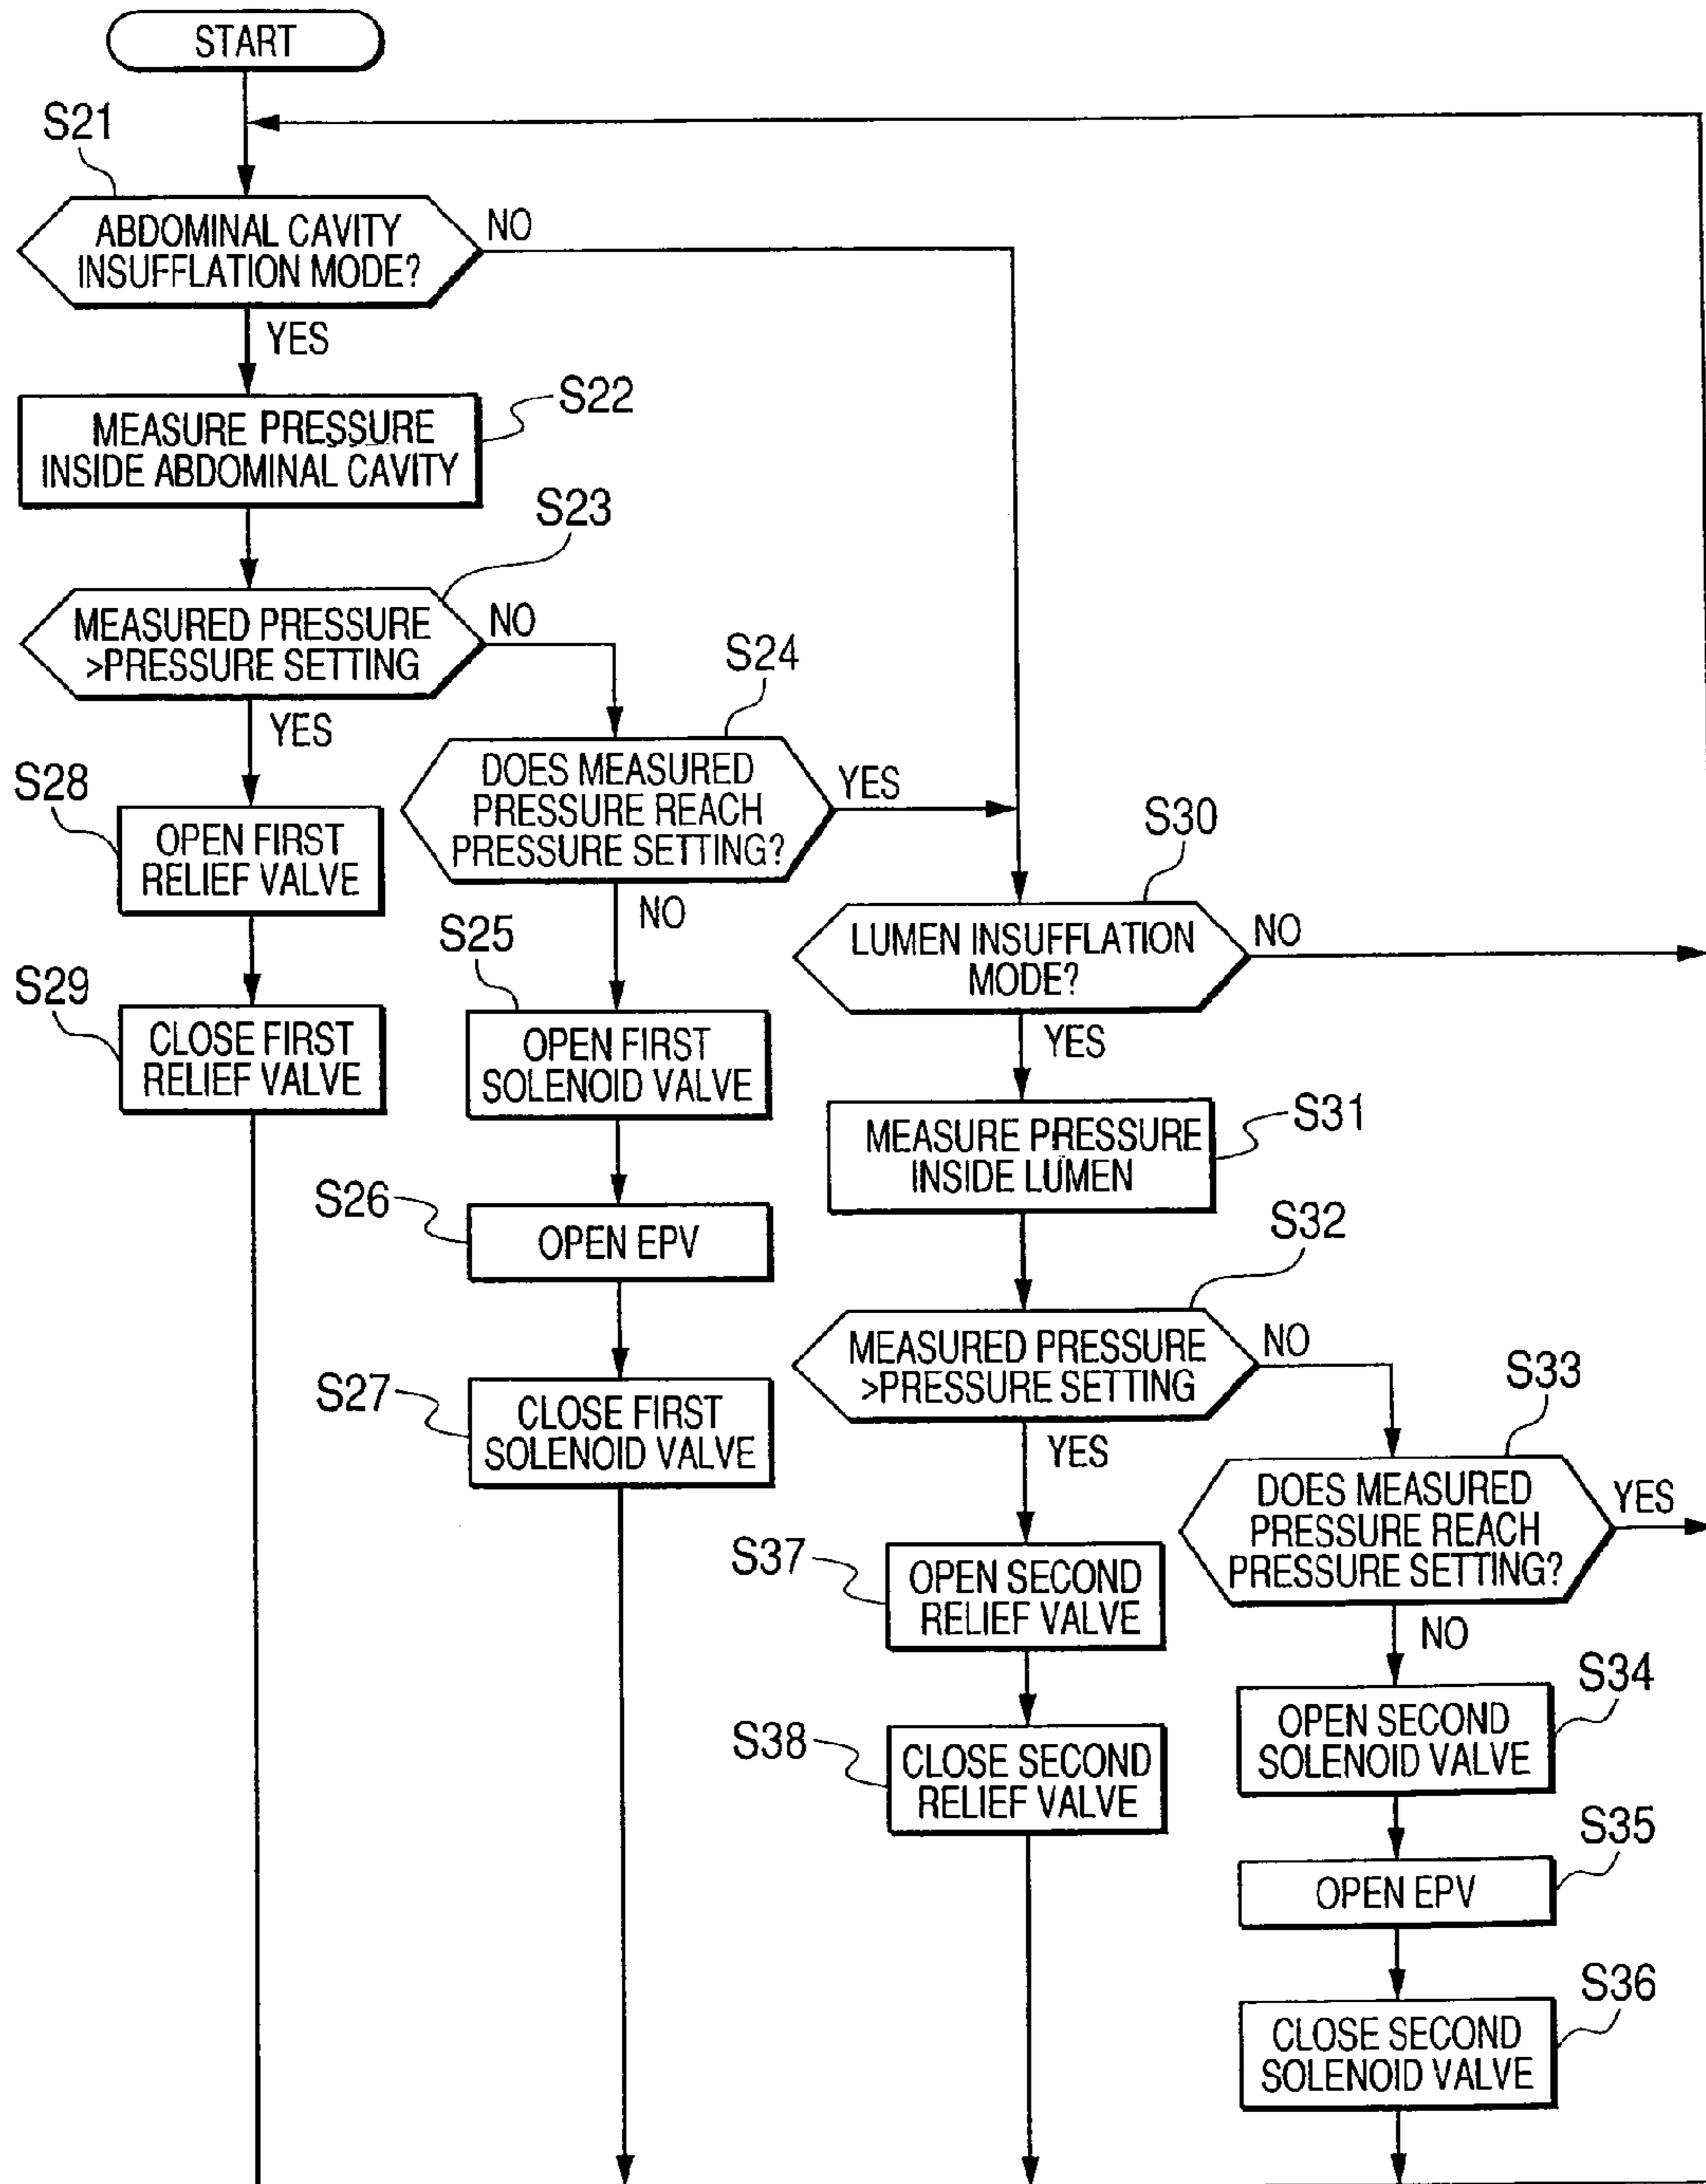 START
S21
ABDOMINAL CAVITY
INSUFFLATION MODE?
NO
YES
MEASURE PRESSURE
INSIDE ABDOMINAL CAVITY
S22
S23
MEASURED PRESSURE
>PRESSURE SETTING
NO
YES
S24
DOES MEASURED
PRESSURE REACH
PRESSURE SETTING?
YES
NO
S28
OPEN FIRST
RELIEF VALVE
S29
CLOSE FIRST
RELIEF VALVE
S25
OPEN FIRST
SOLENOID VALVE
S26
OPEN EPV
S27
CLOSE FIRST
SOLENOID VALVE
S30
LUMEN INSUFFLATION
MODE?
NO
YES
S31
MEASURE PRESSURE
INSIDE LUMEN
S32
MEASURED PRESSURE
>PRESSURE SETTING
NO
YES
S33
DOES MEASURED
PRESSURE REACH
PRESSURE SETTING?
YES
NO
S37
OPEN SECOND
RELIEF VALVE
S38
CLOSE SECOND
RELIEF VALVE
S34
OPEN SECOND
SOLENOID VALVE
S35
OPEN EPV
S36
CLOSE SECOND
SOLENOID VALVE